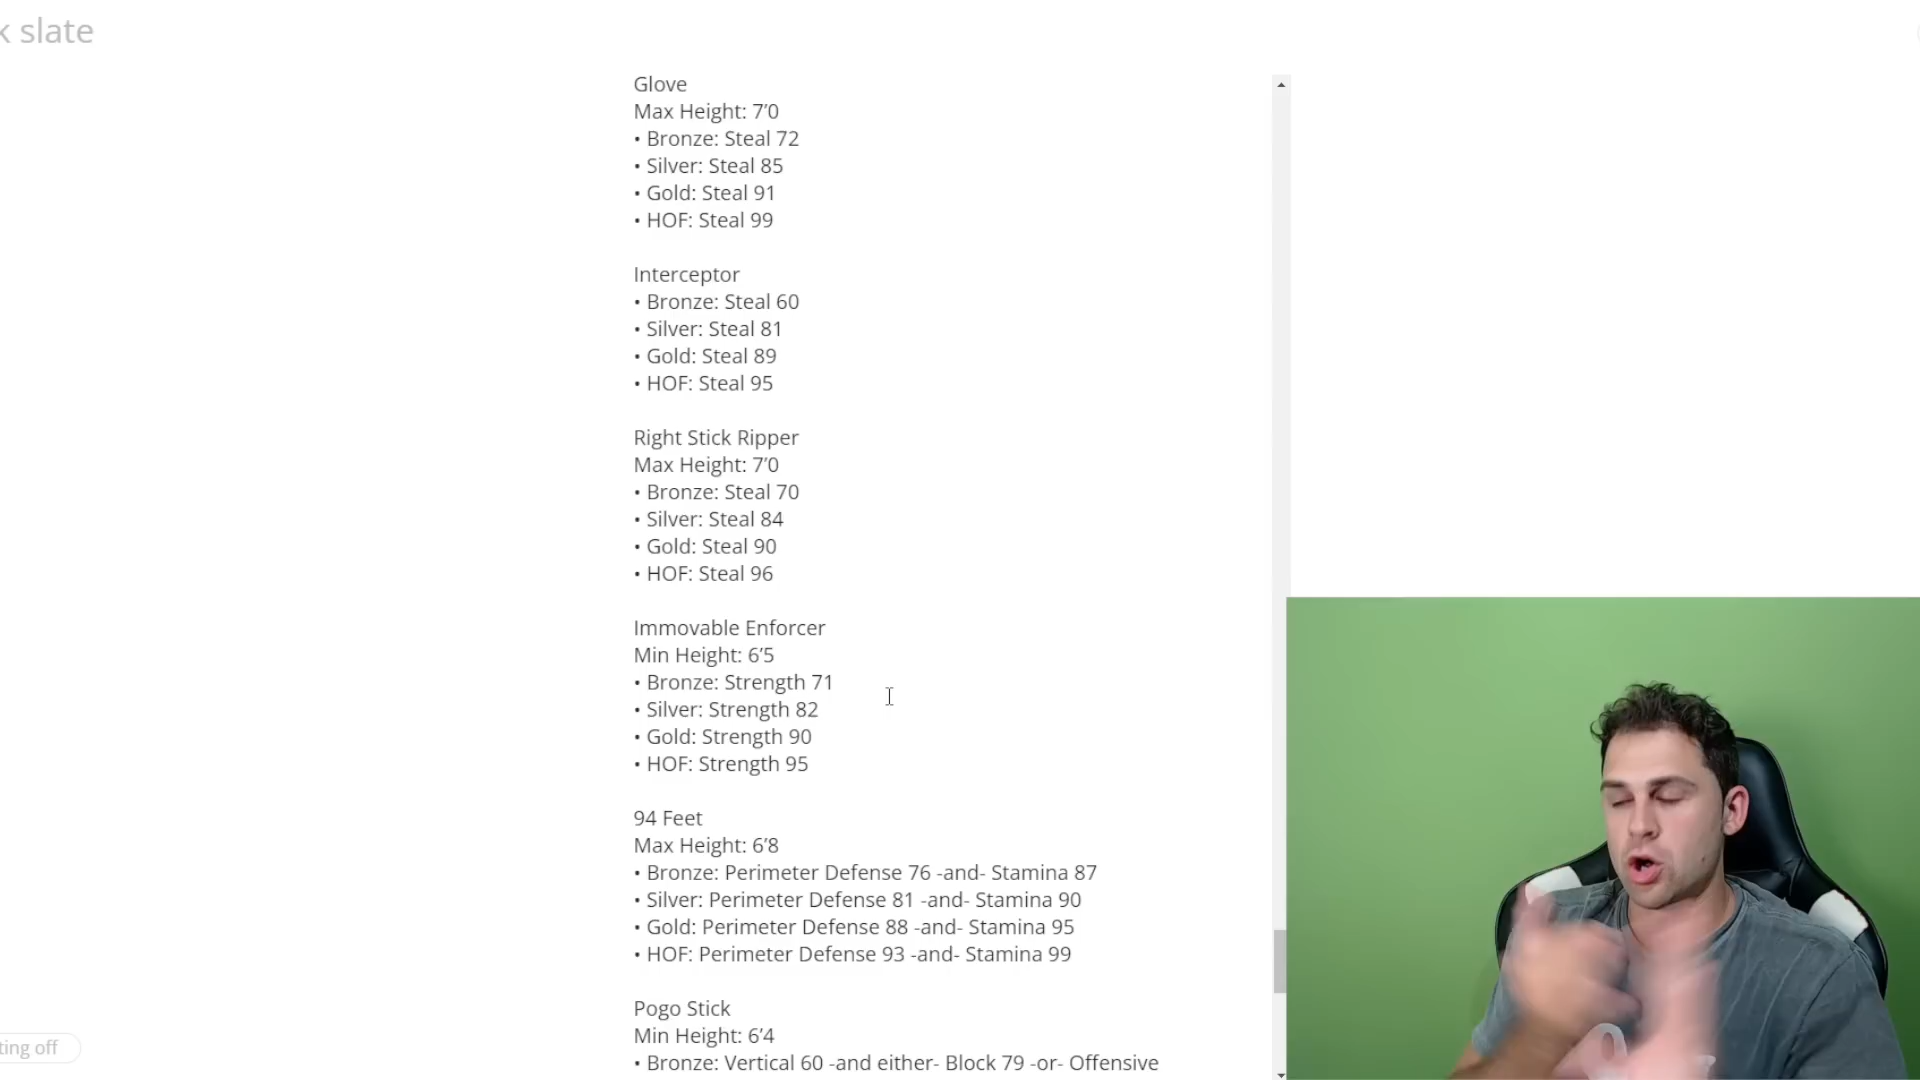 k slate
Glove
Max Height: 7’0
• Bronze: Steal 72
• Silver: Steal 85
• Gold: Steal 91
• HOF: Steal 99
Interceptor
• Bronze: Steal 60
• Silver: Steal 81
• Gold: Steal 89
• HOF: Steal 95
Right Stick Ripper
Max Height: 7’0
• Bronze: Steal 70
• Silver: Steal 84
• Gold: Steal 90
• HOF: Steal 96
Immovable Enforcer
Min Height: 6’5
• Bronze: Strength 71
• Silver: Strength 82
• Gold: Strength 90
• HOF: Strength 95
94 Feet
Max Height: 6’8
• Bronze: Perimeter Defense 76 -and- Stamina 87
• Silver: Perimeter Defense 81 -and- Stamina 90
• Gold: Perimeter Defense 88 -and- Stamina 95
• HOF: Perimeter Defense 93 -and- Stamina 99
Pogo Stick
Min Height: 6’4
ting off
• Bronze: Vertical 60 -and either- Block 79 -or- Offensive